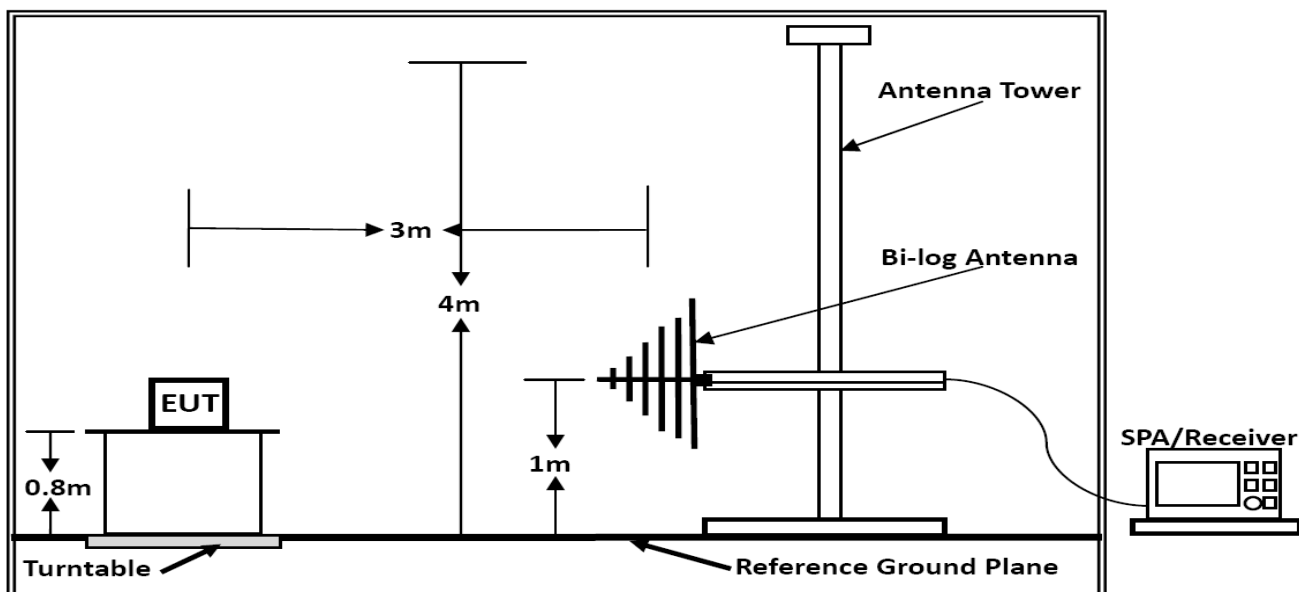 Antenna Tower
3m
Bi-log Antenna
4m
EUT
SPA/Receiver
1m
0.8m
Turntable
Reference Ground Plane